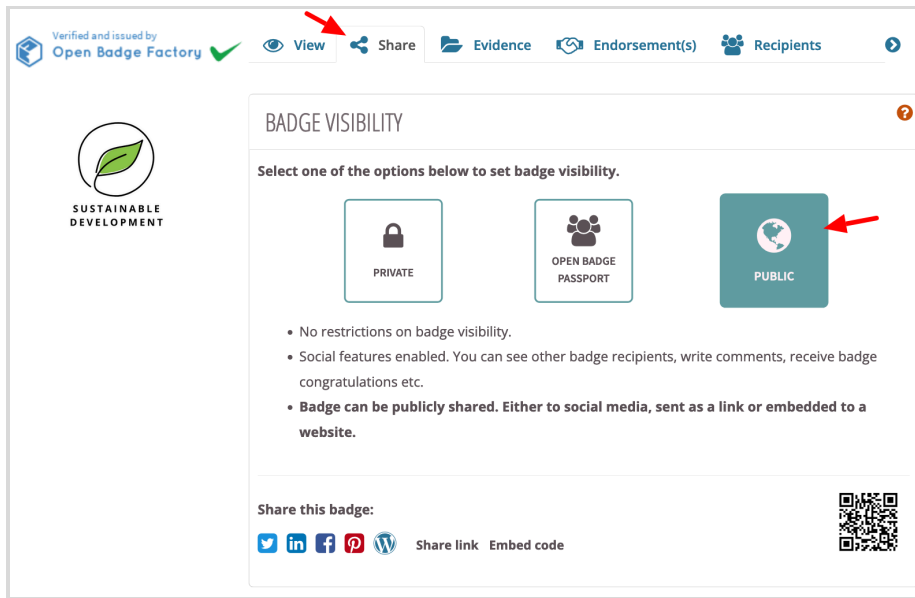 Verified and issued by
Open Badge Factory
View Share Evidence Endorsement(s) Recipients
SUSTAINABLE
DEVELOPMENT
BADGE VISIBILITY
?
Select one of the options below to set badge visibility.
PRIVATE
OPEN BADGE
PASSPORT
PUBLIC
No restrictions on badge visibility.
Social features enabled. You can see other badge recipients, write comments, receive badge
congratulations etc.
Badge can be publicly shared. Either to social media, sent as a link or embedded to a
website.
Share this badge:
Share link Embed code